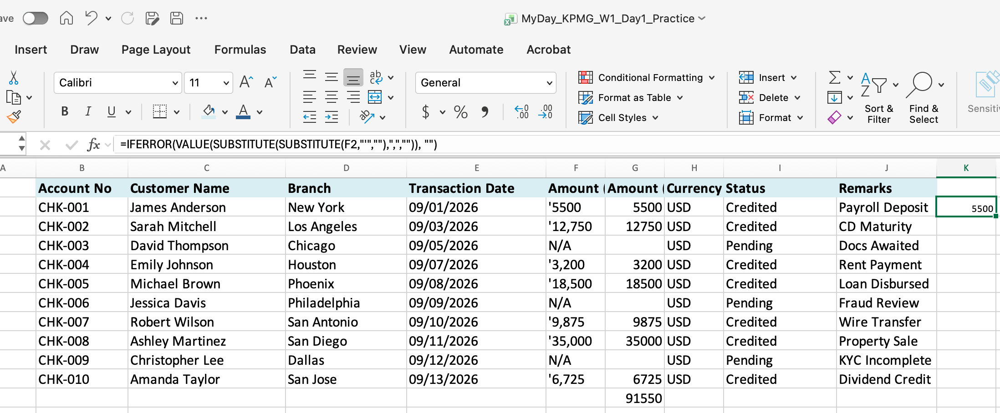 ave
MyDay_KPMG_W1_Day1_Practice
Insert Draw Page Layout Formulas Data Review View Automate Acrobat
Calibri 11 General Conditional Formatting Insert
Format as Table Delete
B I U $ % Cell Styles Format
Sort & Filter Find & Select Sensitiv
fx =IFERROR(VALUE(SUBSTITUTE(SUBSTITUTE(F2,"'",""),",","")), "")
A B C D E F G H I J K
Account No Customer Name Branch Transaction Date Amount ( Amount ( Currency Status Remarks
CHK-001 James Anderson New York 09/01/2026 '5500 5500 USD Credited Payroll Deposit 5500
CHK-002 Sarah Mitchell Los Angeles 09/03/2026 '12,750 12750 USD Credited CD Maturity
CHK-003 David Thompson Chicago 09/05/2026 N/A USD Pending Docs Awaited
CHK-004 Emily Johnson Houston 09/07/2026 '3,200 3200 USD Credited Rent Payment
CHK-005 Michael Brown Phoenix 09/08/2026 '18,500 18500 USD Credited Loan Disbursed
CHK-006 Jessica Davis Philadelphia 09/09/2026 N/A USD Pending Fraud Review
CHK-007 Robert Wilson San Antonio 09/10/2026 '9,875 9875 USD Credited Wire Transfer
CHK-008 Ashley Martinez San Diego 09/11/2026 '35,000 35000 USD Credited Property Sale
CHK-009 Christopher Lee Dallas 09/12/2026 N/A USD Pending KYC Incomplete
CHK-010 Amanda Taylor San Jose 09/13/2026 '6,725 6725 USD Credited Dividend Credit
91550